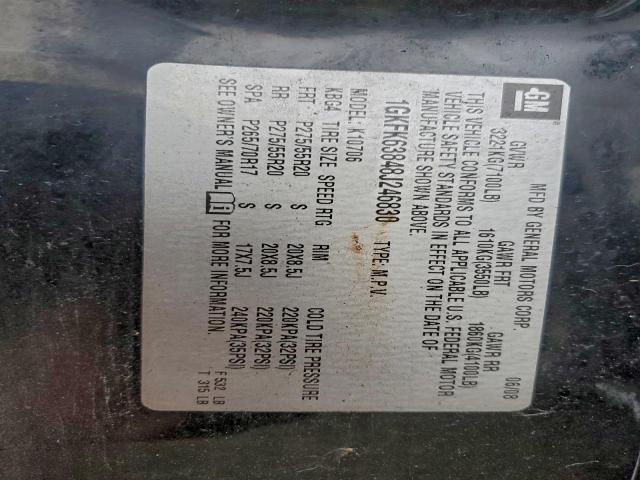 GM
MFD BY GENERAL MOTORS CORP. 06/08
GVWR GAWR FRT GAWR RR
3221KG(7100LB) 1610KG(3550LB) 1860KG(4100LB)
THIS VEHICLE CONFORMS TO ALL APPLICABLE U.S. FEDERAL MOTOR
VEHICLE SAFETY STANDARDS IN EFFECT ON THE DATE OF
MANUFACTURE SHOWN ABOVE.
1GKFK63848J246830 TYPE: M.P.V.
MODEL: K10706
KBC4 TIRE SIZE SPEED RTG RIM COLD TIRE PRESSURE
FRT P275/55R20 S 20X8.5J 220KPA(32PSI)
RR P275/55R20 S 20X8.5J 220KPA(32PSI)
SPA P265/70R17 S 17X7.5J 240KPA(35PSI)
SEE OWNER'S MANUAL FOR MORE INFORMATION. F 532 LB
T 315 LB